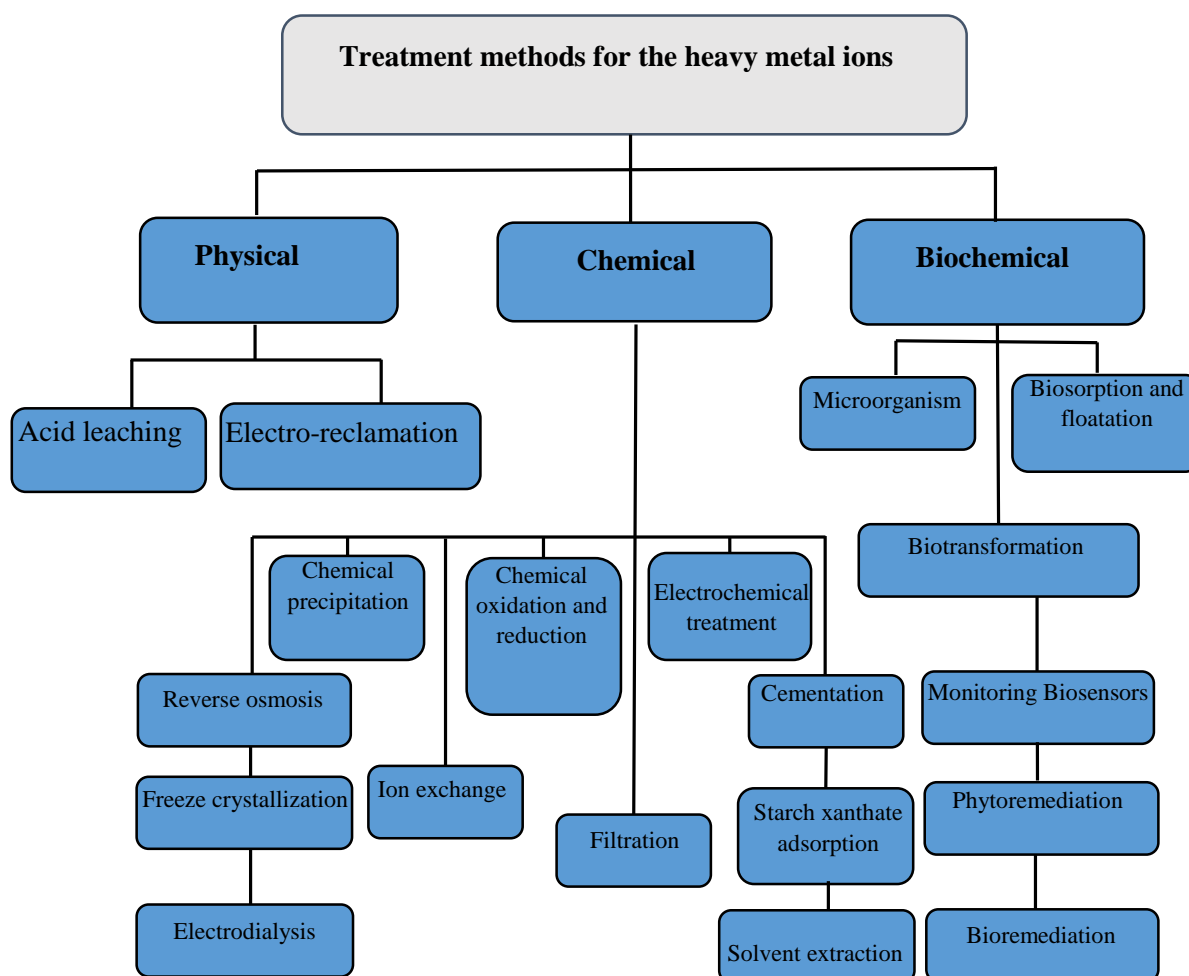 Treatment methods for the heavy metal ions
Physical
Chemical
Biochemical
Acid leaching
Electro-reclamation
Microorganism
Biosorption and
floatation
Biotransformation
Chemical
precipitation
Chemical
oxidation and
reduction
Electrochemical
treatment
Reverse osmosis
Cementation
Monitoring Biosensors
Freeze crystallization
Ion exchange
Starch xanthate
adsorption
Phytoremediation
Filtration
Electrodialysis
Solvent extraction
Bioremediation